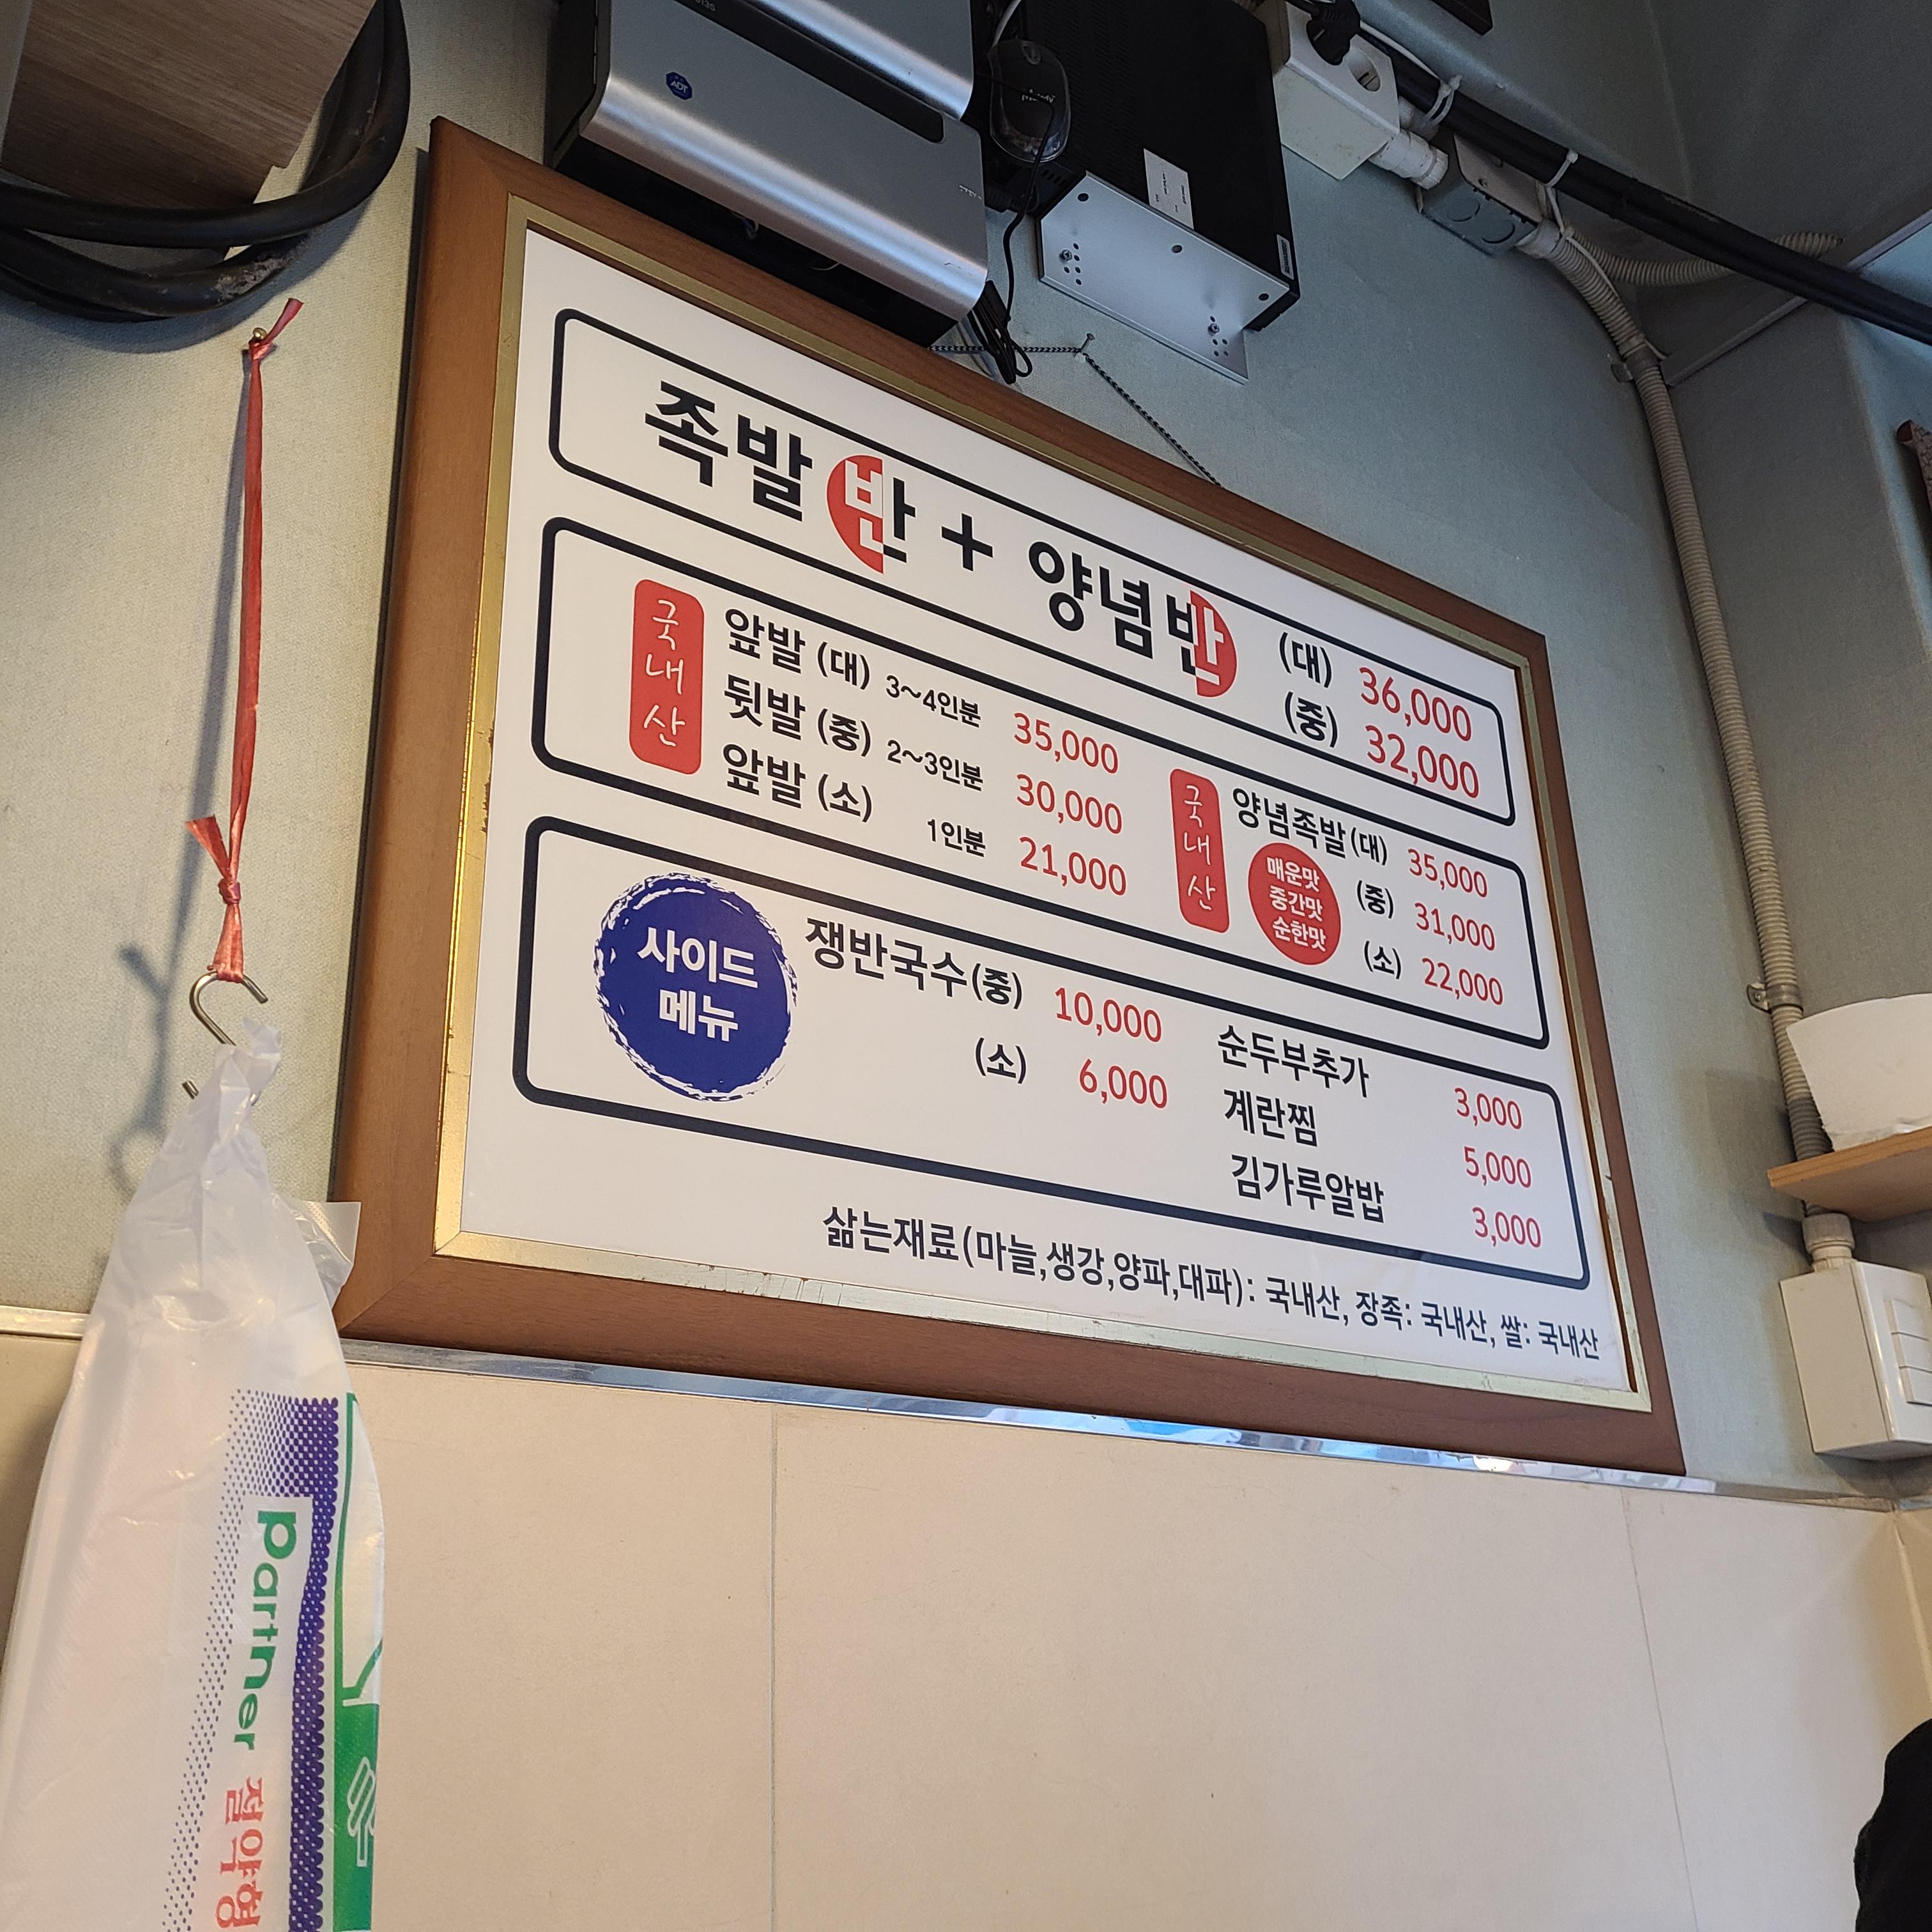 ADT
족발 반 + 양념 반 (대) 36,000
(중) 32,000
국내산
앞발 (대) 3~4인분 35,000
뒷발 (중) 2~3인분 30,000
앞발 (소) 1인분 21,000
국내산
양념족발 (대) 35,000
매운맛
중간맛
순한맛
(중) 31,000
(소) 22,000
사이드
메뉴
쟁반국수 (중) 10,000
(소) 6,000
순두부추가 3,000
계란찜 5,000
김가루알밥 3,000
삶는재료(마늘,생강,양파,대파): 국내산, 장족: 국내산, 쌀: 국내산
Partner 절약형